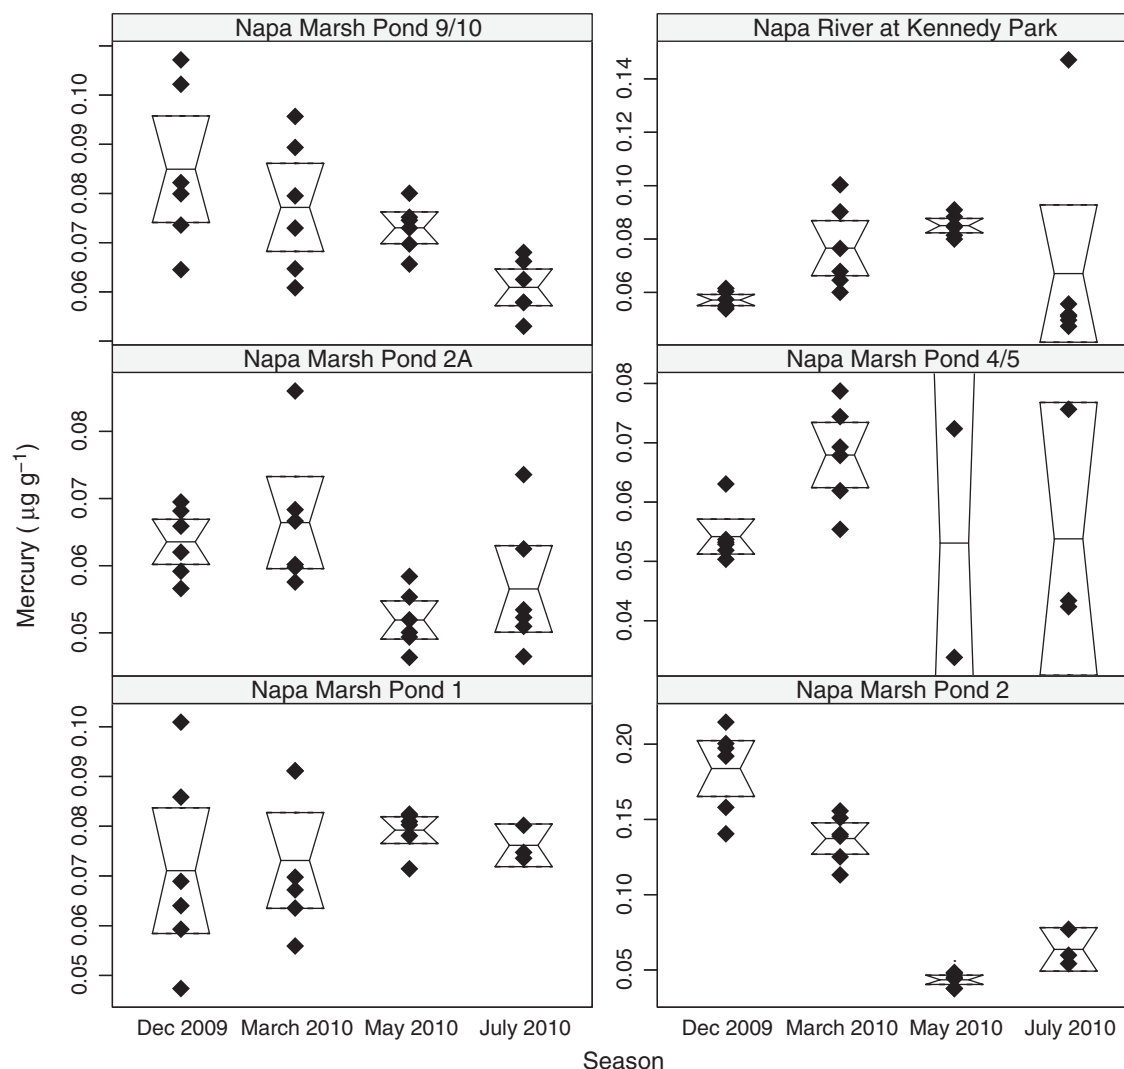 Napa Marsh Pond 9/10
Napa River at Kennedy Park
0.10
0.09
0.08
0.07
0.06
0.14
0.12
0.10
0.08
0.06
Napa Marsh Pond 2A
Napa Marsh Pond 4/5
0.08
0.07
0.06
0.05
0.08
0.07
0.06
0.05
0.04
Napa Marsh Pond 1
Napa Marsh Pond 2
0.10
0.09
0.08
0.07
0.06
0.05
0.20
0.15
0.10
0.05
Mercury ( μg g⁻¹)
Dec 2009 March 2010 May 2010 July 2010
Dec 2009 March 2010 May 2010 July 2010
Season